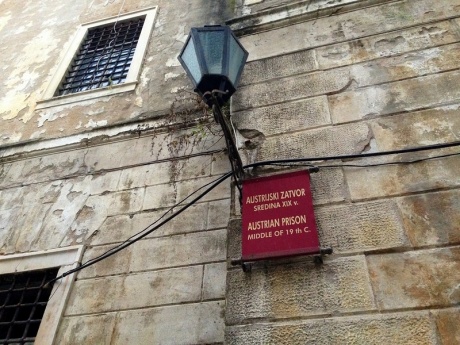 AUSTRIJSKI ZATVOR
SREDINA XIX v.
AUSTRIAN PRISON
MIDDLE OF 19 th C.